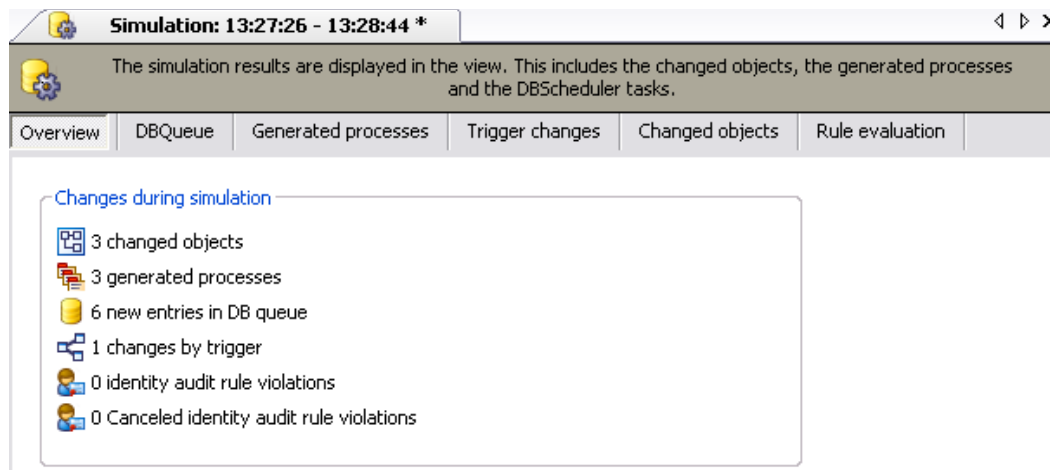 Simulation: 13:27:26 - 13:28:44 *
The simulation results are displayed in the view. This includes the changed objects, the generated processes
and the DBScheduler tasks.
Overview DBQueue Generated processes Trigger changes Changed objects Rule evaluation
Changes during simulation
3 changed objects
3 generated processes
6 new entries in DB queue
1 changes by trigger
0 identity audit rule violations
0 Canceled identity audit rule violations